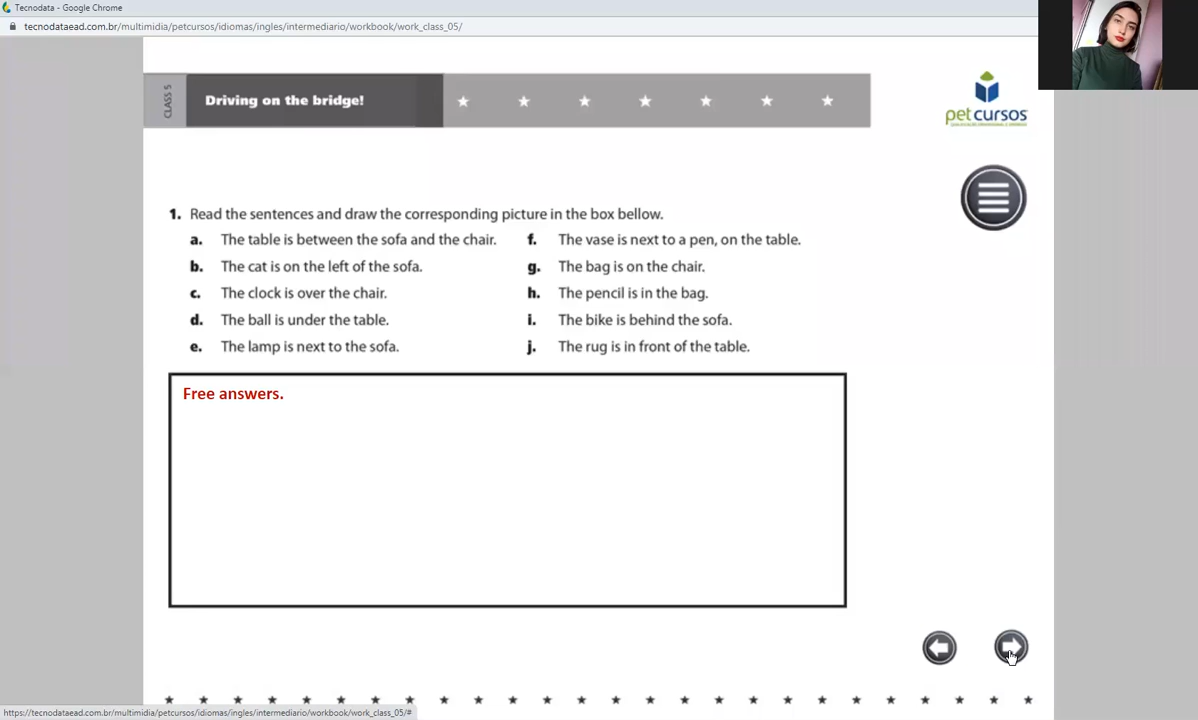 Tecnodata - Google Chrome
tecnodataead.com.br/multimidia/petcursos/idiomas/ingles/intermediario/workbook/work_class_05/
CLASS 5
Driving on the bridge!
petcursos
1. Read the sentences and draw the corresponding picture in the box bellow.
a. The table is between the sofa and the chair.
b. The cat is on the left of the sofa.
c. The clock is over the chair.
d. The ball is under the table.
e. The lamp is next to the sofa.
f. The vase is next to a pen, on the table.
g. The bag is on the chair.
h. The pencil is in the bag.
i. The bike is behind the sofa.
j. The rug is in front of the table.
Free answers.
https://tecnodataead.com.br/multimidia/petcursos/idiomas/ingles/intermediario/workbook/work_class_05/#